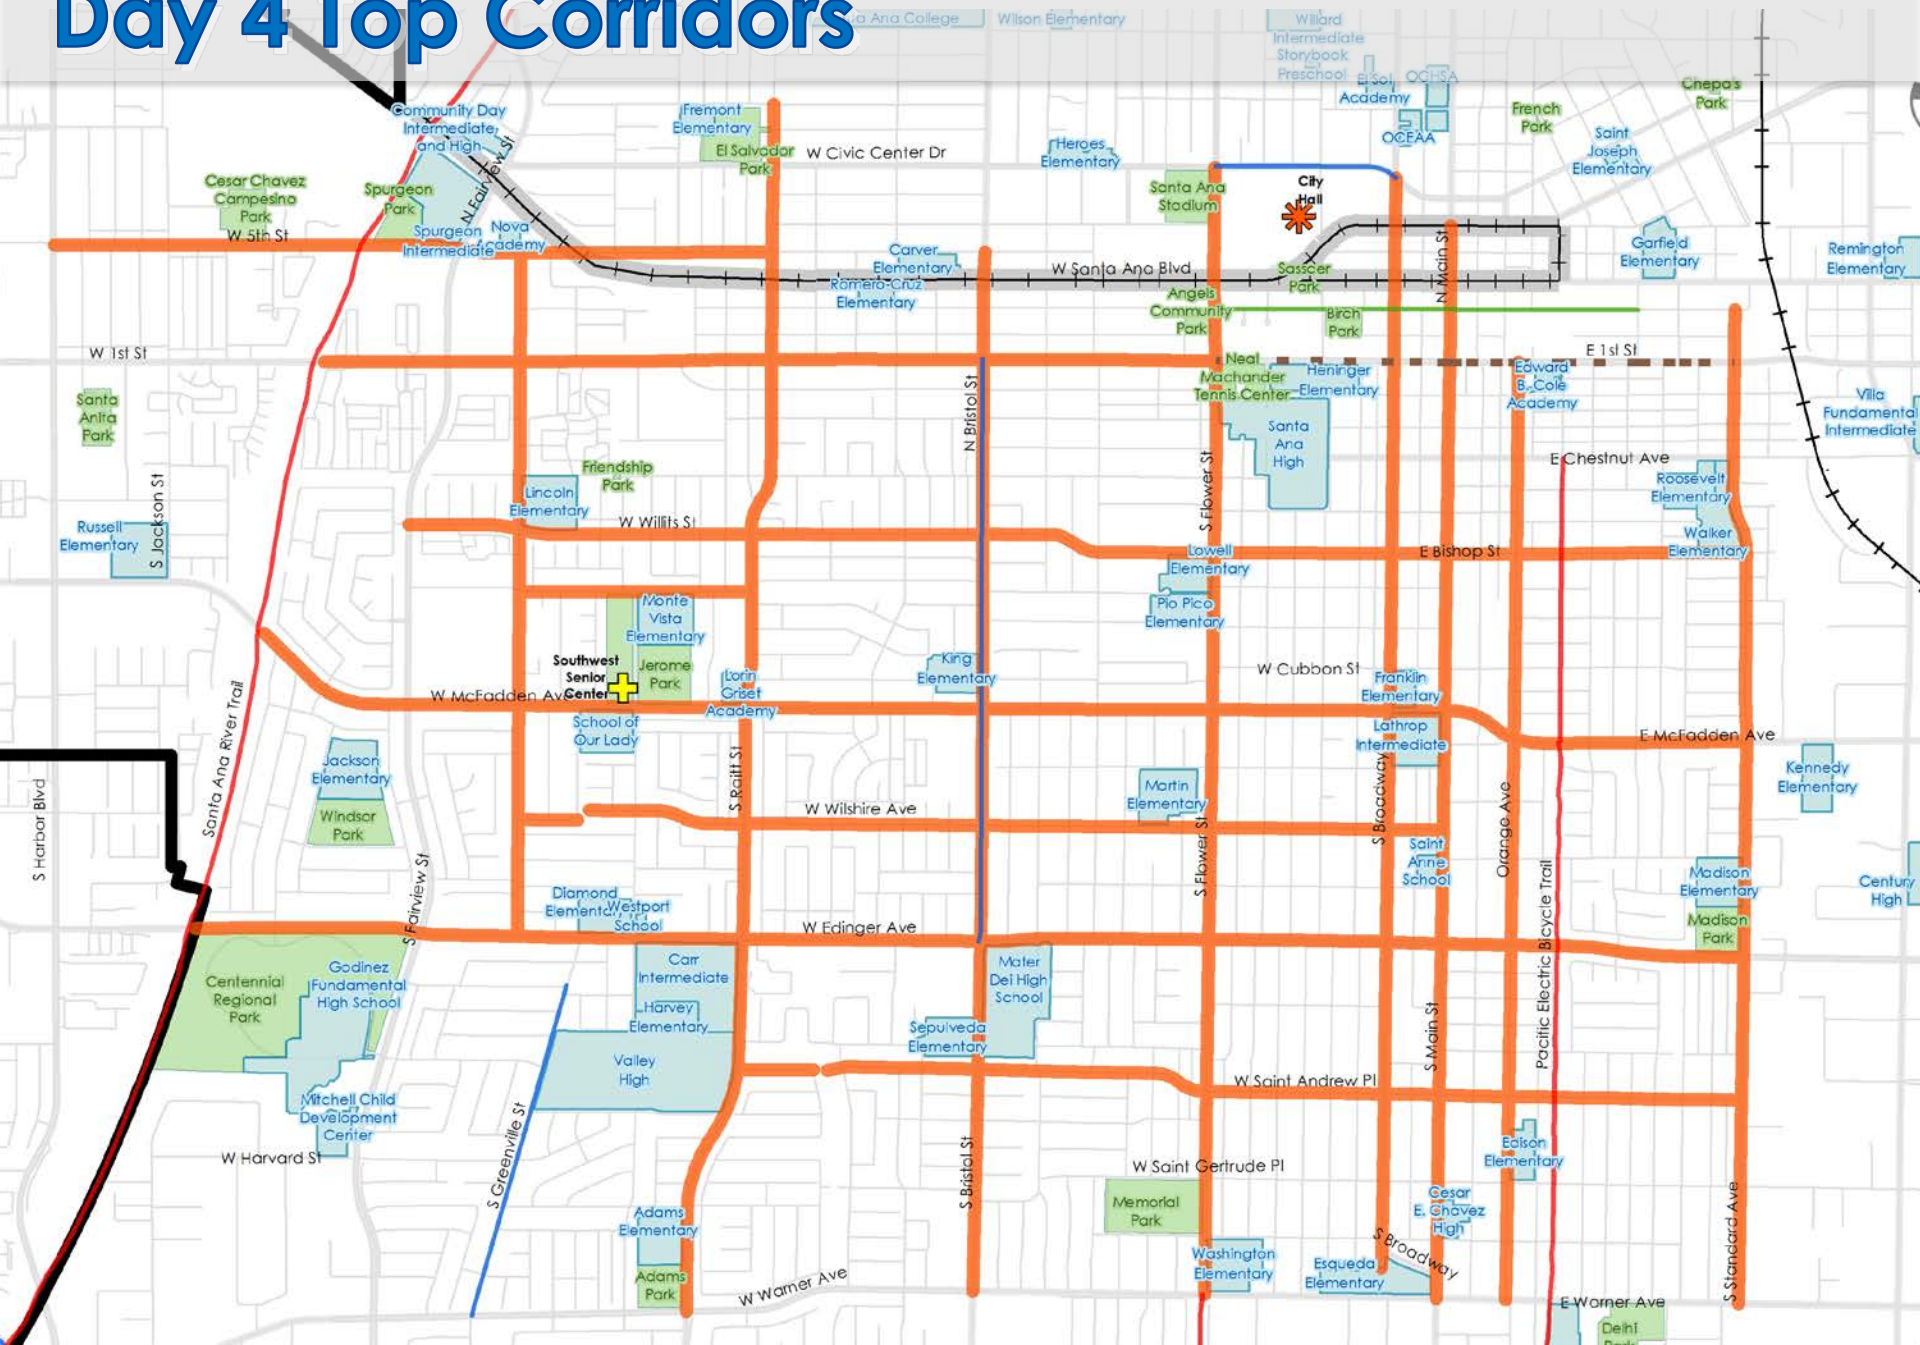 Day 4 Top Corridors
a Ana College
Wilson Elementary
Willard
Intermediate
Storybook
Preschool
El Sol
Academy
OCHSA
OCEAA
French
Park
Chepa's
Park
Saint
Joseph
Elementary
Community Day
Intermediate
and High
N Fairview St
Fremont
Elementary
El Salvador
Park
W Civic Center Dr
Heroes
Elementary
Santa Ana
Stadium
City
Hall
Cesar Chavez
Campesino
Park
Spurgeon
Park
W 5th St
Spurgeon
Intermediate
Nova
Academy
Carver
Elementary
Romero-Cruz
Elementary
W Santa Ana Blvd
Sasscer
Park
N Main St
Garfield
Elementary
Remington
Elementary
Angels
Community
Park
Birch
Park
W 1st St
E 1st St
Neal
Machander
Tennis Center
Heninger
Elementary
Edward
B. Cole
Academy
Santa
Anita
Park
N Bristol St
Villa
Fundamental
Intermediate
Santa
Ana
High
S Flower St
E Chestnut Ave
Friendship
Park
Lincoln
Elementary
Roosevelt
Elementary
S Jackson St
Russell
Elementary
W Willits St
Walker
Elementary
Lowell
Elementary
E Bishop St
Pio Pico
Elementary
Monte
Vista
Elementary
Southwest
Senior
Center
Jerome
Park
King
Elementary
W Cubbon St
Franklin
Elementary
W McFadden Ave
Lorin
Griset
Academy
School of
Our Lady
Lathrop
Intermediate
E McFadden Ave
Santa Ana River Trail
Jackson
Elementary
Windsor
Park
S Raitt St
W Wilshire Ave
Martin
Elementary
S Broadway
Orange Ave
Kennedy
Elementary
S Harbor Blvd
S Flower St
Saint
Anne
School
S Fairview St
Diamond
Elementary
Westport
School
W Edinger Ave
Pacific Electric Bicycle Trail
Madison
Elementary
Madison
Park
Century
High
Centennial
Regional
Park
Godinez
Fundamental
High School
Carr
Intermediate
Harvey
Elementary
Mater
Dei High
School
Sepulveda
Elementary
S Main St
Valley
High
W Saint Andrew Pl
Mitchell Child
Development
Center
W Harvard St
S Greenville St
S Bristol St
W Saint Gertrude Pl
Edison
Elementary
Memorial
Park
Cesar
E. Chavez
High
Adams
Elementary
S Broadway
S Standard Ave
Washington
Elementary
Esqueda
Elementary
Adams
Park
W Warner Ave
E Warner Ave
Delhi
Park